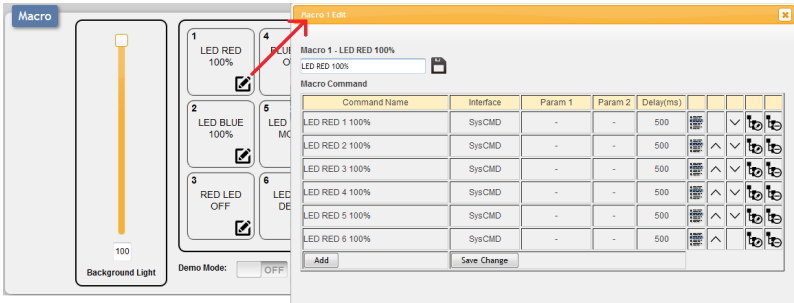 Macro
1
LED RED
100%
2
LED BLUE
100%
3
RED LED
OFF
4
5
LED
6
LED
DE
100
Background Light
Demo Mode:
OFF
Macro 1 Edit
Macro 1 - LED RED 100%
LED RED 100%
Macro Command
Command Name Interface Param 1 Param 2 Delay(ms)
LED RED 1 100% SysCMD - - 500
LED RED 2 100% SysCMD - - 500
LED RED 3 100% SysCMD - - 500
LED RED 4 100% SysCMD - - 500
LED RED 5 100% SysCMD - - 500
LED RED 6 100% SysCMD - - 500
Add Save Change